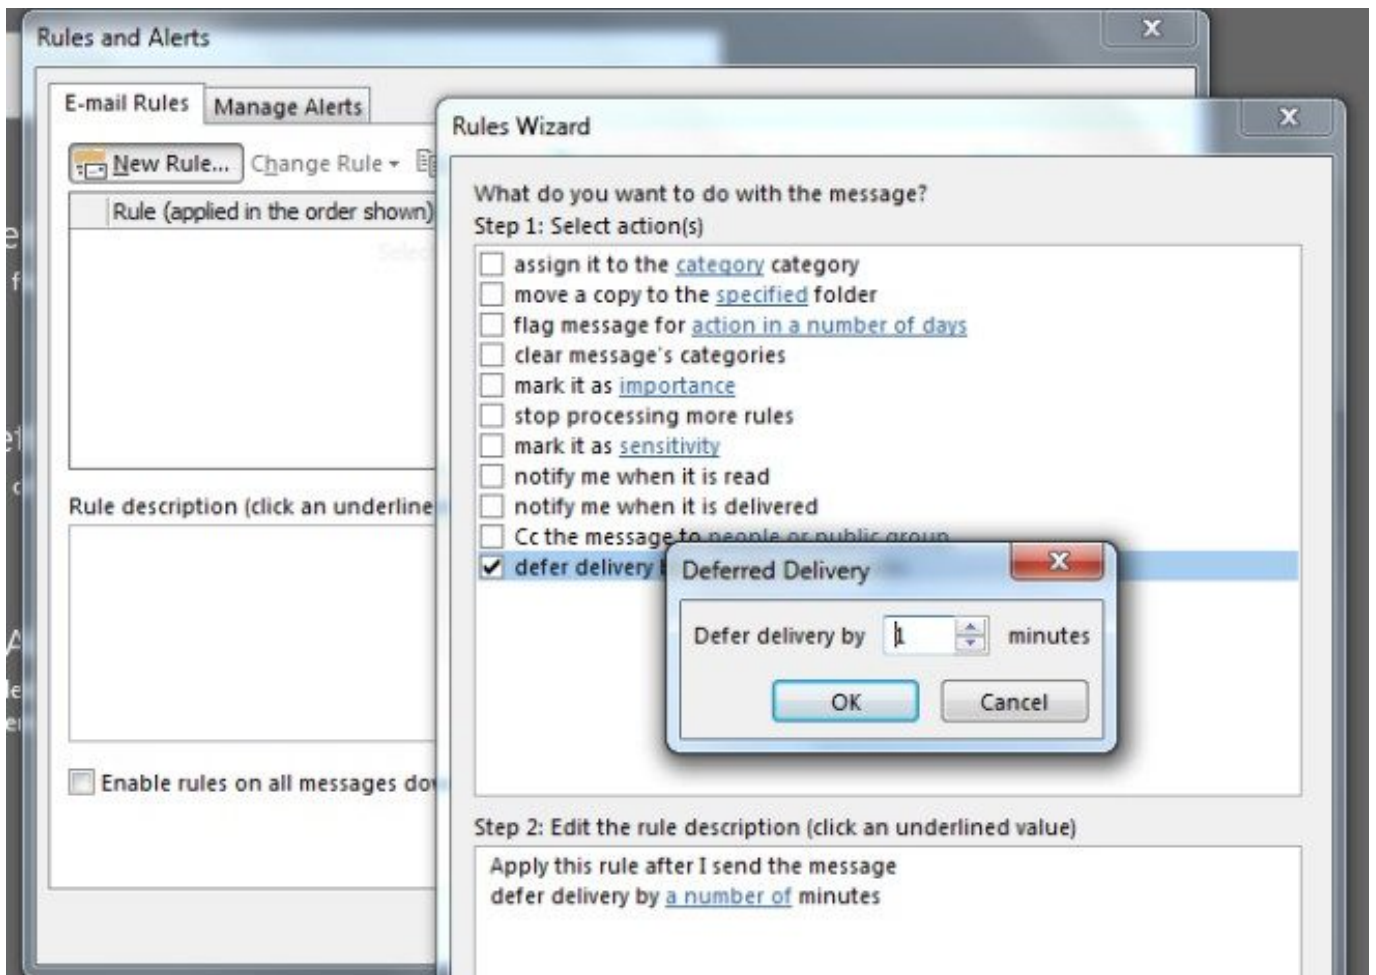 Rules and Alerts
E-mail Rules
Manage Alerts
New Rule...
Change Rule
Rule (applied in the order shown)
Rule description (click an underline
Enable rules on all messages dow
Rules Wizard
What do you want to do with the message?
Step 1: Select action(s)
assign it to the category category
move a copy to the specified folder
flag message for action in a number of days
clear message's categories
mark it as importance
stop processing more rules
mark it as sensitivity
notify me when it is read
notify me when it is delivered
Cc the message to people or public group
defer delivery
Deferred Delivery
Defer delivery by 1 minutes
OK
Cancel
Step 2: Edit the rule description (click an underlined value)
Apply this rule after I send the message
defer delivery by a number of minutes